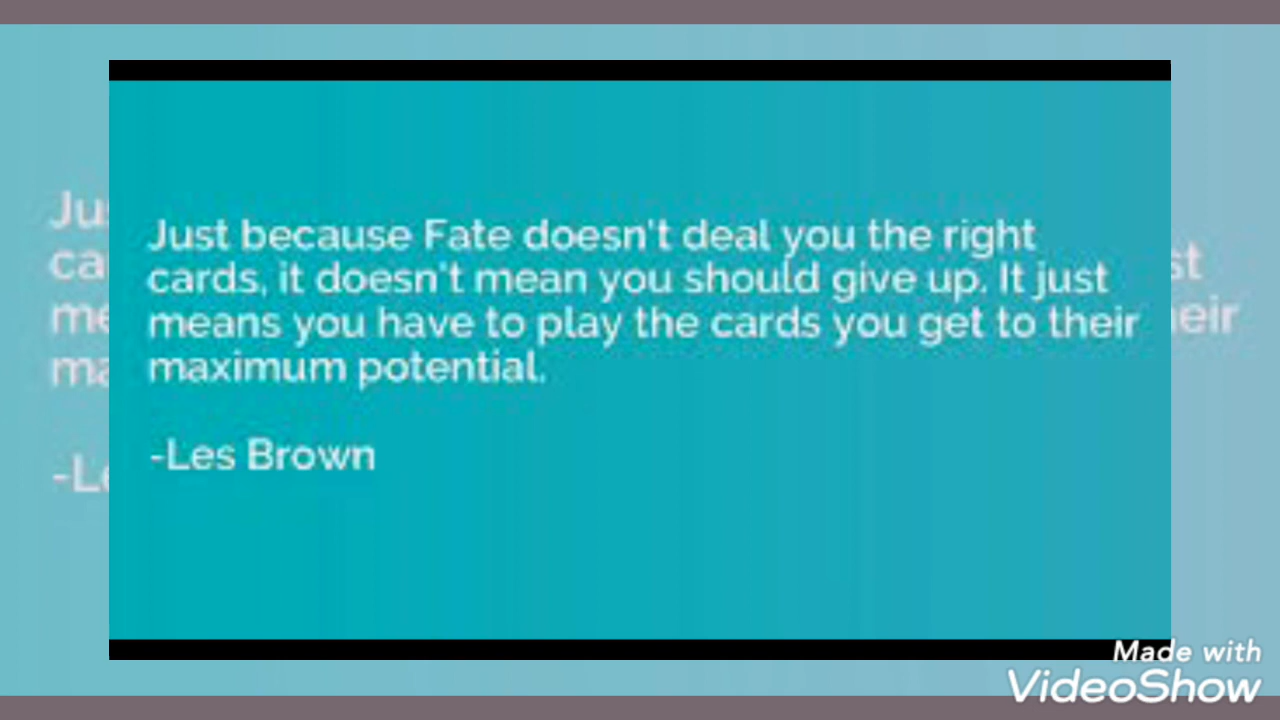 Just because Fate doesn't deal you the right
cards, it doesn't mean you should give up. It just
means you have to play the cards you get to their
maximum potential.
-Les Brown
Made with
VideoShow